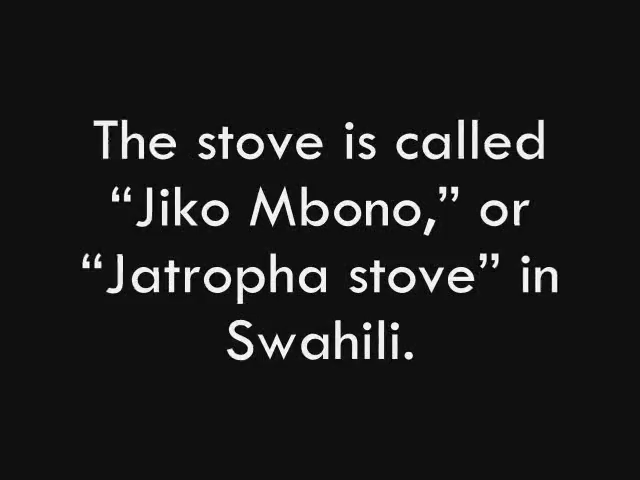 The stove is called
“Jiko Mbono,” or
“Jatropha stove” in
Swahili.